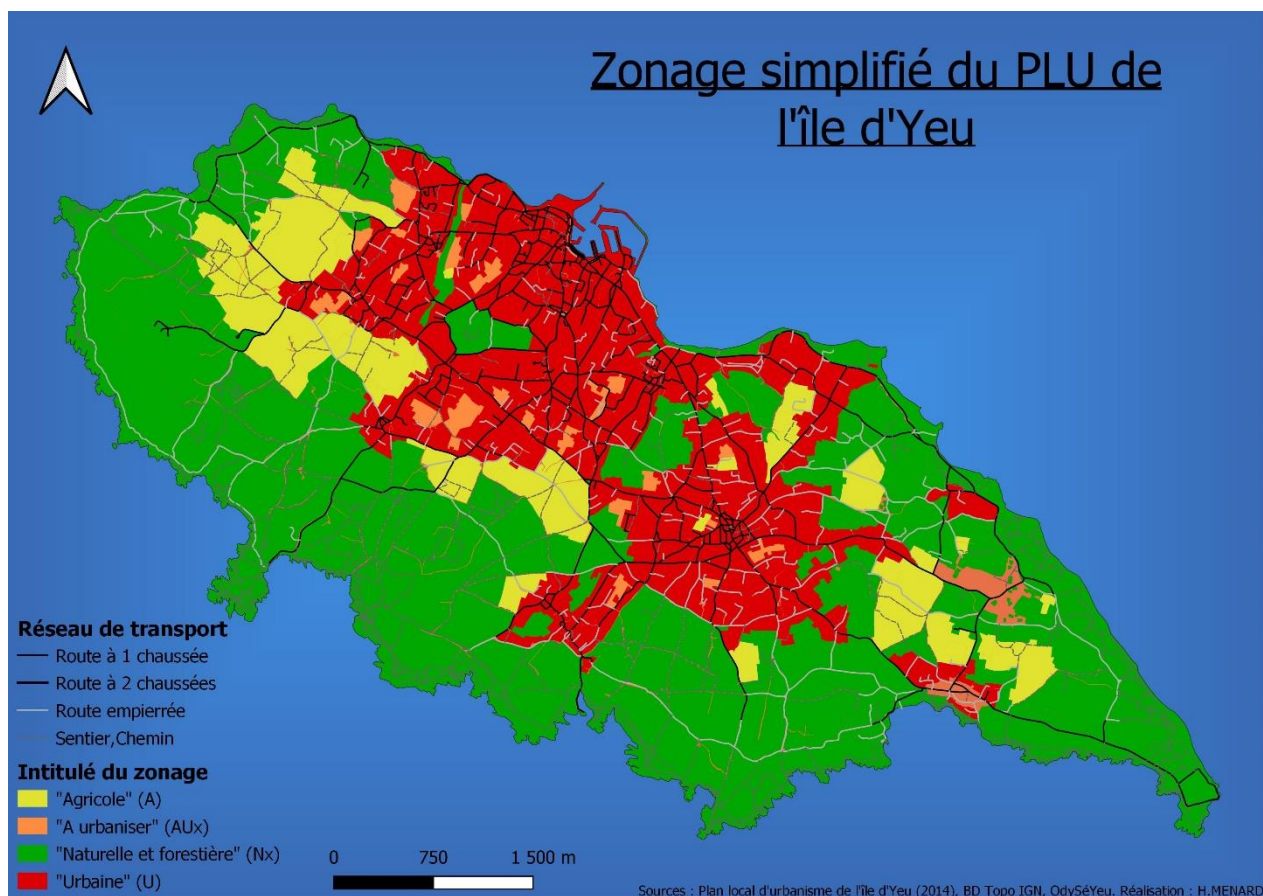 Zonage simplifié du PLU de
l'île d'Yeu
Réseau de transport
Route à 1 chaussée
Route à 2 chaussées
Route empierrée
Sentier,Chemin
Intitulé du zonage
"Agricole" (A)
"A urbaniser" (AUx)
"Naturelle et forestière" (Nx)
"Urbaine" (U)
0 750 1 500 m
Sources : Plan local d'urbanisme de l'île d'Yeu (2014), BD Topo IGN, OdySéYeu. Réalisation : H.MENARD